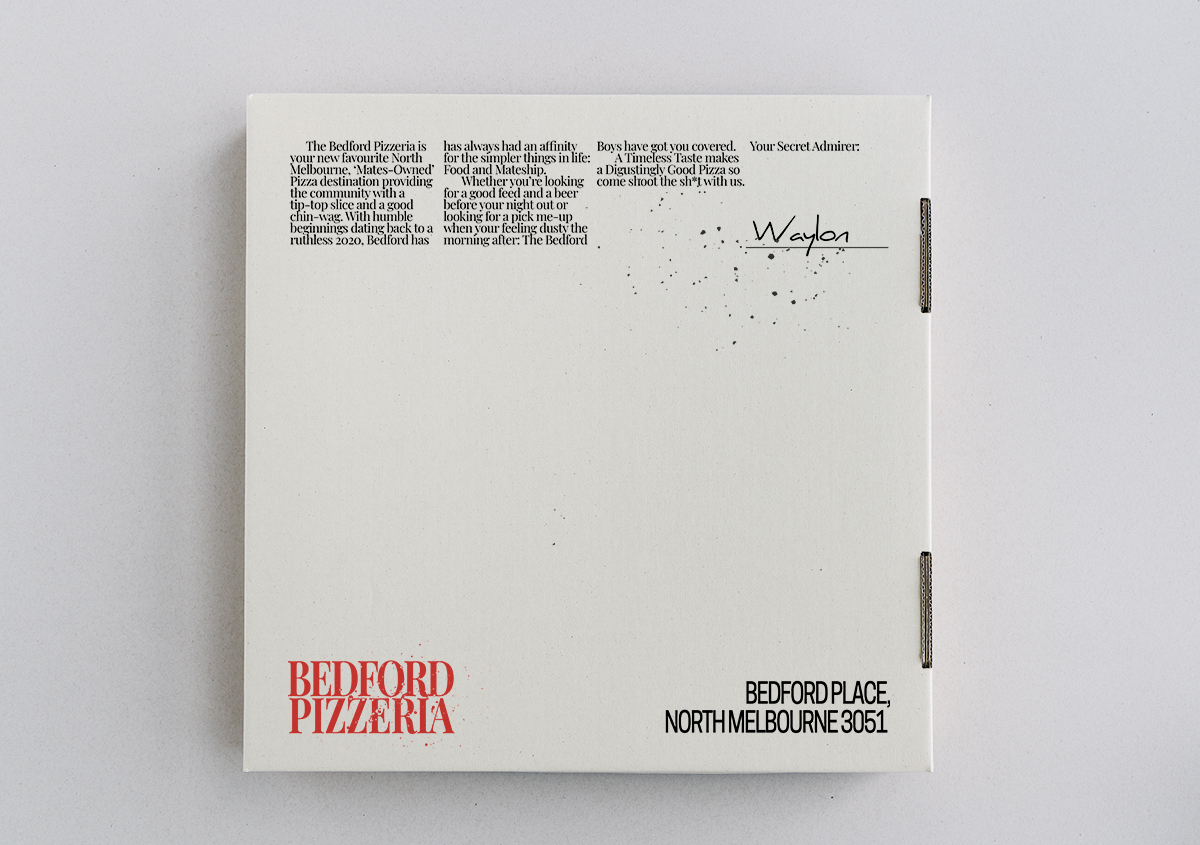 The Bedford Pizzeria is
your new favourite North
Melbourne, ‘Mates-Owned’
Pizza destination providing
the community with a
tip-top slice and a good
chin-wag. With humble
beginnings dating back to a
ruthless 2020, Bedford has
has always had an affinity
for the simpler things in life:
Food and Mateship.
Whether you’re looking
for a good feed and a beer
before your night out or
looking for a pick me-up
when your feeling dusty the
morning after: The Bedford
Boys have got you covered.
A Timeless Taste makes
a Digustingly Good Pizza so
come shoot the sh*t with us.
Your Secret Admirer:
Waylon
BEDFORD
PIZZERIA
BEDFORD PLACE,
NORTH MELBOURNE 3051